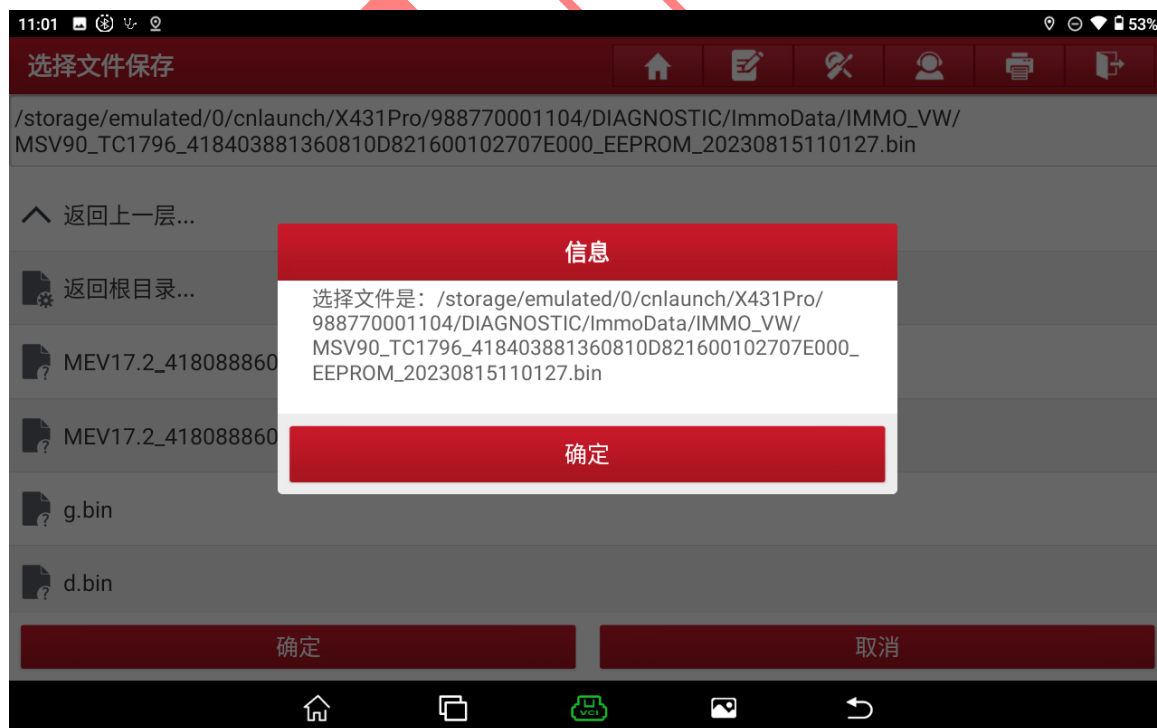 11:01
53%
选择文件保存
/storage/emulated/0/cnlaunch/X431Pro/988770001104/DIAGNOSTIC/ImmoData/IMMO_VW/
MSV90_TC1796_418403881360810D821600102707E000_EEPROM_20230815110127.bin
返回上一层...
信息
返回根目录...
选择文件是：/storage/emulated/0/cnlaunch/X431Pro/
988770001104/DIAGNOSTIC/ImmoData/IMMO_VW/
MSV90_TC1796_418403881360810D821600102707E000_
EEPROM_20230815110127.bin
MEV17.2_418088860
MEV17.2_418088860
确定
g.bin
d.bin
确定
取消
VCI